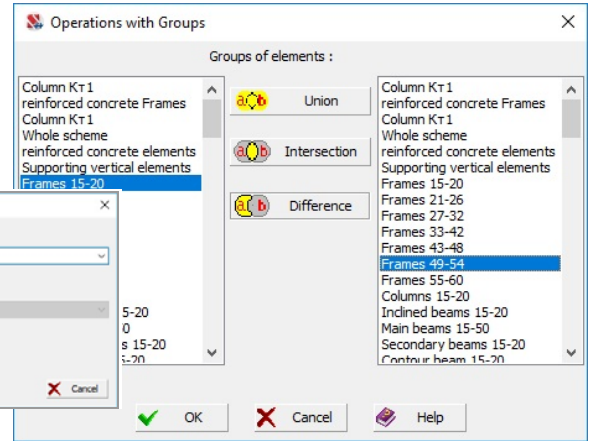 Operations with Groups
Groups of elements :
Column Кт1
reinforced concrete Frames
Column Кт1
Whole scheme
reinforced concrete elements
Supporting vertical elements
Frames 15-20
5-20
0
s 15-20
5-20
Cancel
a b Union
a b Intersection
a b Difference
Column Кт1
reinforced concrete Frames
Column Кт1
Whole scheme
reinforced concrete elements
Supporting vertical elements
Frames 15-20
Frames 21-26
Frames 27-32
Frames 33-42
Frames 43-48
Frames 49-54
Frames 55-60
Columns 15-20
Inclined beams 15-20
Main beams 15-50
Secondary beams 15-20
Contour beam 15-20
OK
Cancel
Help